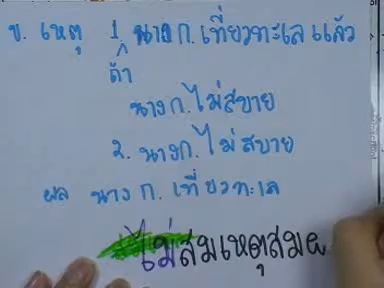 ข. เหตุ 1. นาง ก. เที่ยวทะเล แล้ว
ถ้า
นาง ก. ไม่สบาย
2. นาง ก. ไม่ สบาย
ผล นาง ก. เที่ยวทะเล
ไม่สมเหตุสมผ